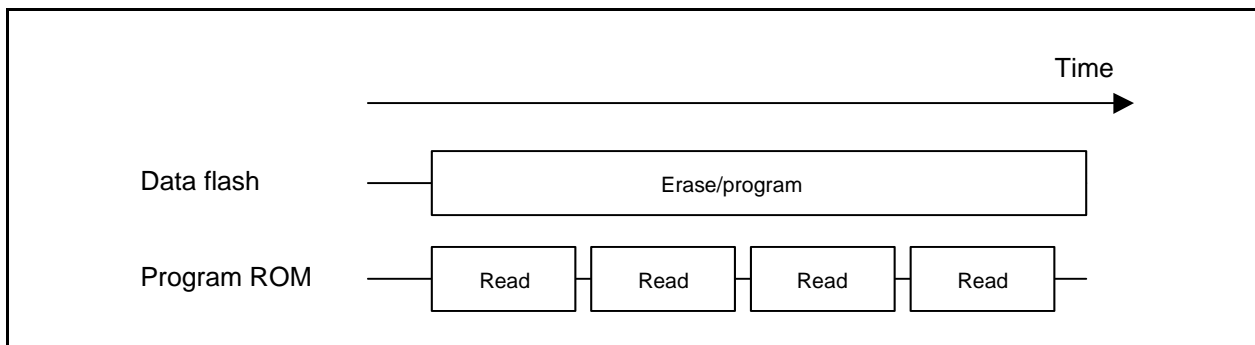 Time
Data flash
Erase/program
Program ROM
Read Read Read Read